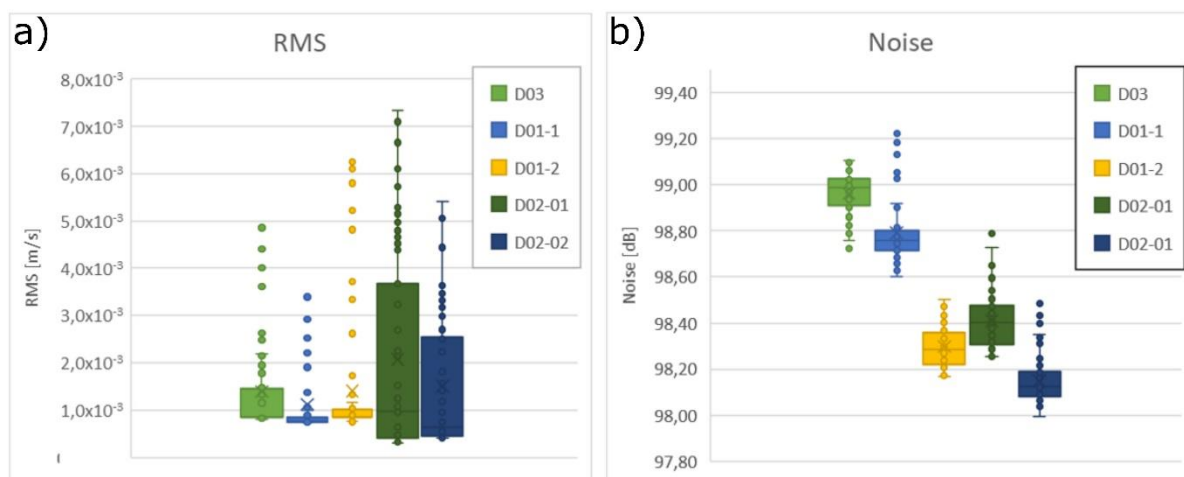 a)
RMS
8,0x10-3
7,0x10-3
6,0x10-3
5,0x10-3
4,0x10-3
3,0x10-3
2,0x10-3
1,0x10-3
RMS [m/s]
D03
D01-1
D01-2
D02-01
D02-02
b)
Noise
99,40
99,20
99,00
98,80
98,60
98,40
98,20
98,00
97,80
Noise [dB]
D03
D01-1
D01-2
D02-01
D02-01